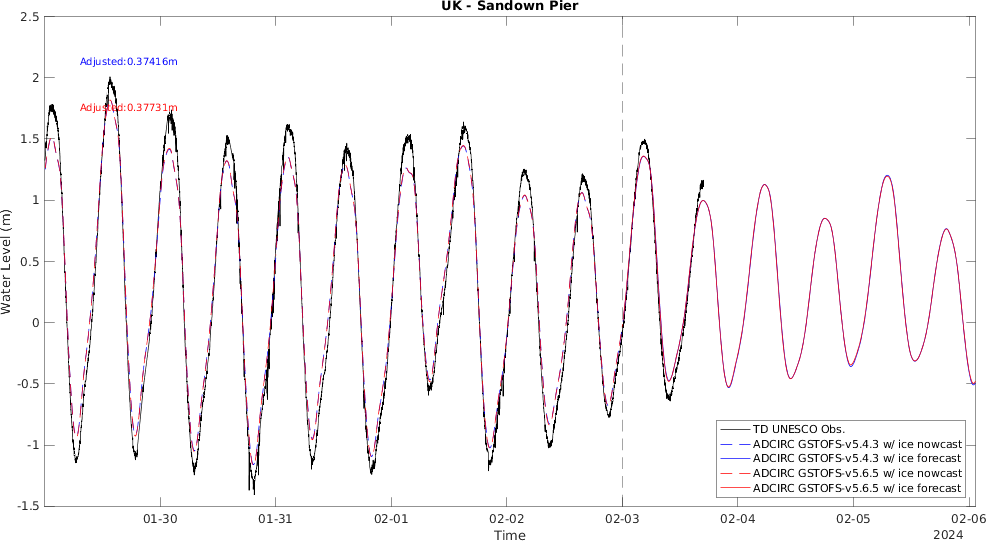 UK - Sandown Pier
2.5
2
1.5
1
0.5
0
-0.5
-1
-1.5
Water Level (m)
Adjusted:0.37416m
Adjusted:0.37731m
TD UNESCO Obs.
ADCIRC GSTOFS-v5.4.3 w/ ice nowcast
ADCIRC GSTOFS-v5.4.3 w/ ice forecast
ADCIRC GSTOFS-v5.6.5 w/ ice nowcast
ADCIRC GSTOFS-v5.6.5 w/ ice forecast
01-30 01-31 02-01 02-02 02-03 02-04 02-05 02-06
Time
2024